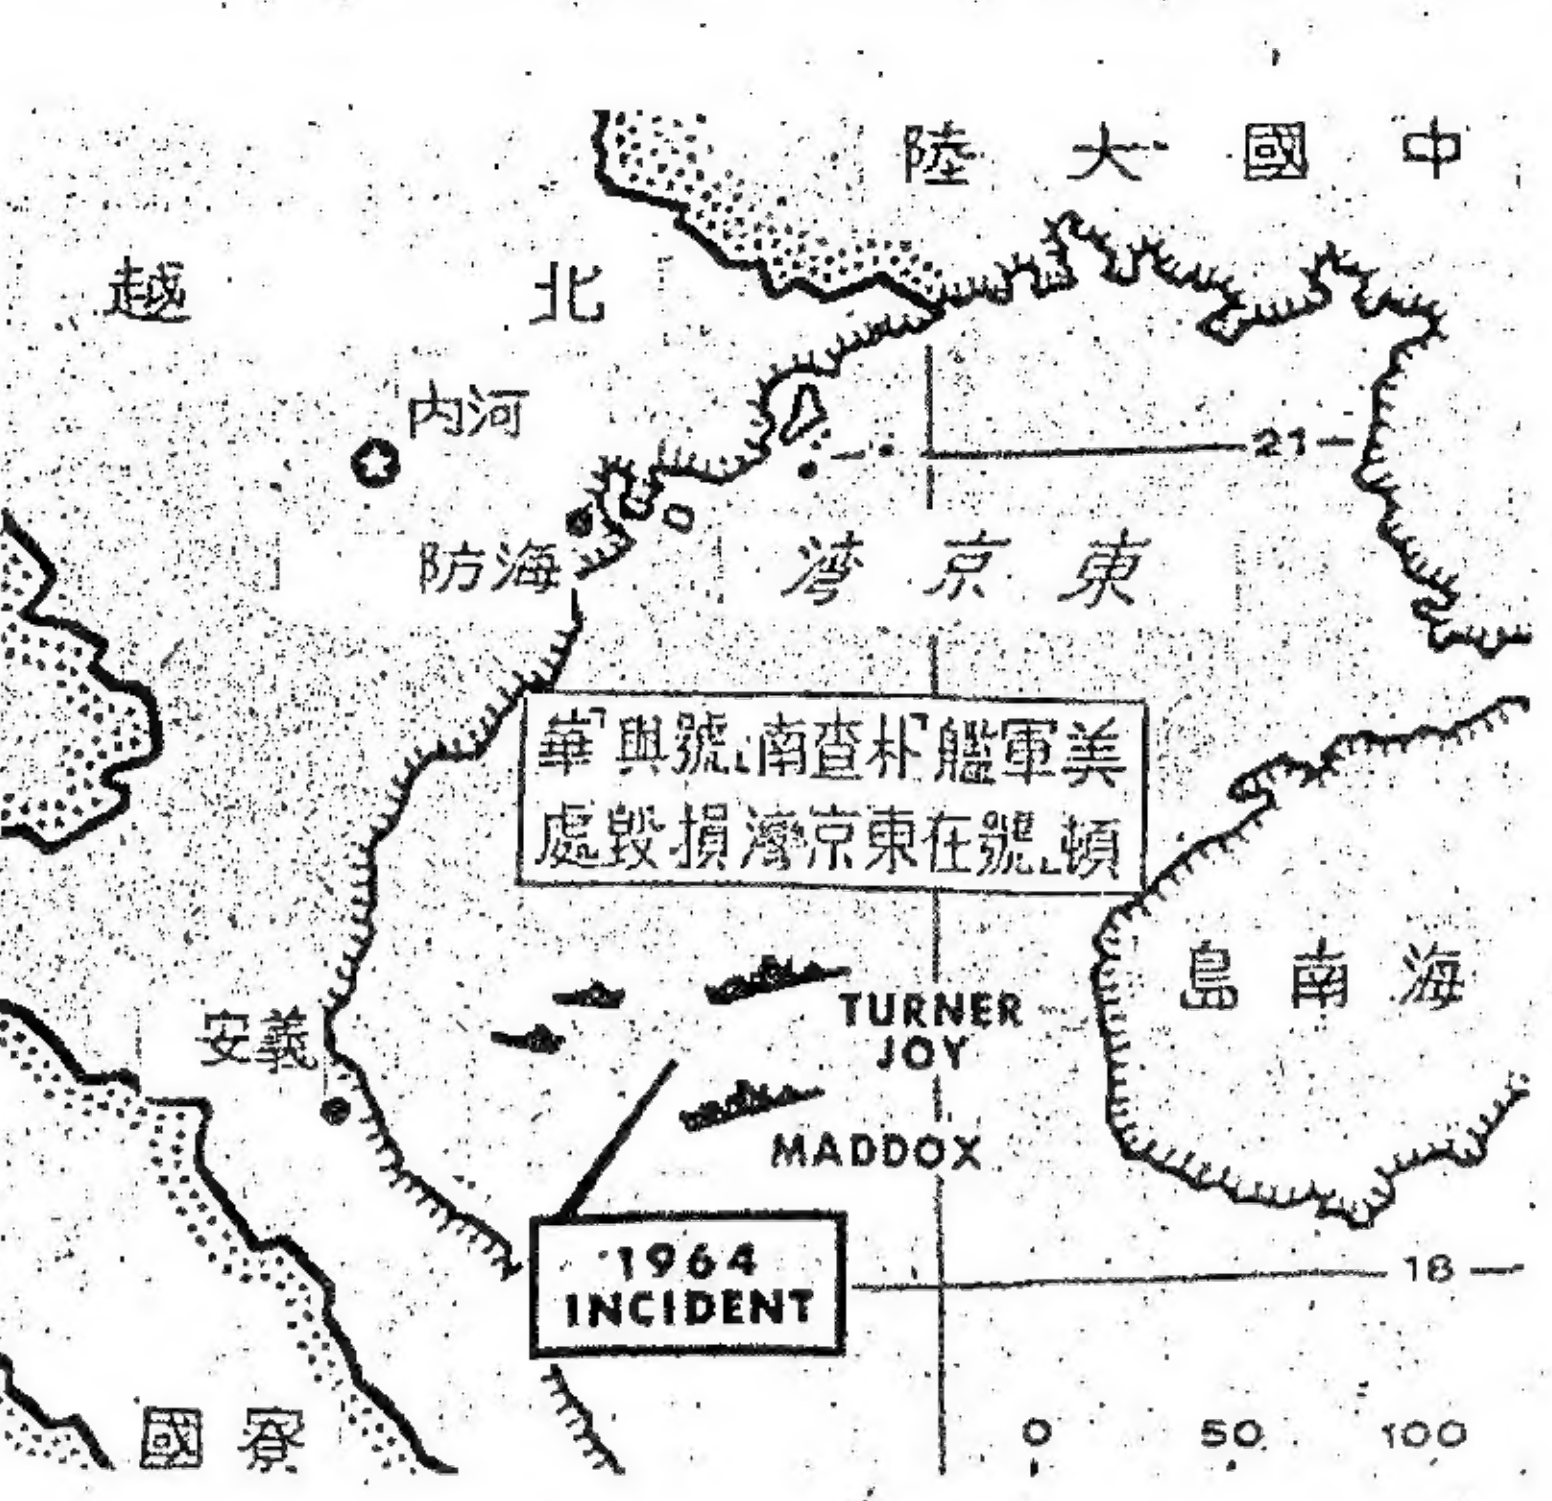 中國大陸
北越
河内
21
海防
東京湾
美軍艦「朴查南」號與「華
頓」號在東京灣損毀處
海南島
TURNER
JOY
義安
MADDOX
1964
INCIDENT
18
寮國
0 50 100